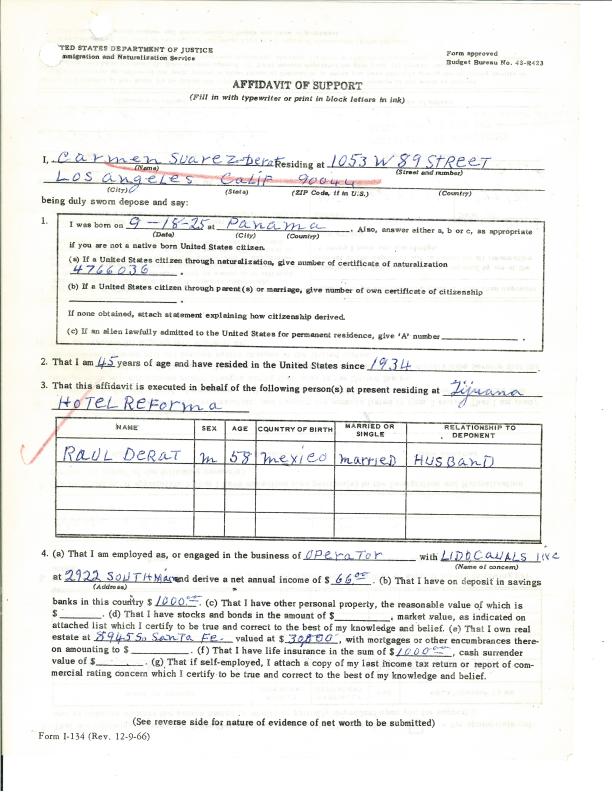 TED STATES DEPARTMENT OF JUSTICE
mmigration and Naturalization Service
Form approved
Budget Bureau No. 43-R423
AFFIDAVIT OF SUPPORT
(Fill in with typewriter or print in block letters in ink)
I, Carmen Suarez-Derat Residing at 1053 W 89 STREET
(Name) (Street and number)
Los Angeles Calif 90044
(City) (State) (ZIP Code, if in U.S.) (Country)
being duly sworn depose and say:
1. I was born on 9-18-25 at Panama. Also, answer either a, b or c, as appropriate
(Date) (City) (Country)
if you are not a native born United States citizen.
(a) If a United States citizen through naturalization, give number of certificate of naturalization
4766036.
(b) If a United States citizen through parent(s) or marriage, give number of own certificate of citizenship
If none obtained, attach statement explaining how citizenship derived.
(c) If an alien lawfully admitted to the United States for permanent residence, give 'A' number
2. That I am 45 years of age and have resided in the United States since 1934
3. That this affidavit is executed in behalf of the following person(s) at present residing at Tijuana
HOTEL REFORMA
NAME SEX AGE COUNTRY OF BIRTH MARRIED OR SINGLE RELATIONSHIP TO DEPONENT
RAUL DERAT m 58 mexico married HUSBAND
4. (a) That I am employed as, or engaged in the business of OPerator with
(Name of concern)
at 2922 SOUTH and derive a net annual income of $ 66.00. (b) That I have on deposit in savings
(Address)
banks in this country $ 1000.00. (c) That I have other personal property, the reasonable value of which is
$ . (d) That I have stocks and bonds in the amount of $ , market value, as indicated on
attached list which I certify to be true and correct to the best of my knowledge and belief. (e) That I own real
estate at Santa Fe valued at $ , with mortgages or other encumbrances there-
on amounting to $ . (f) That I have life insurance in the sum of $ 1000.00, cash surrender
value of $ . (g) That if self-employed, I attach a copy of my last income tax return or report of com-
mercial rating concern which I certify to be true and correct to the best of my knowledge and belief.
(See reverse side for nature of evidence of net worth to be submitted)
Form I-134 (Rev. 12-9-66)